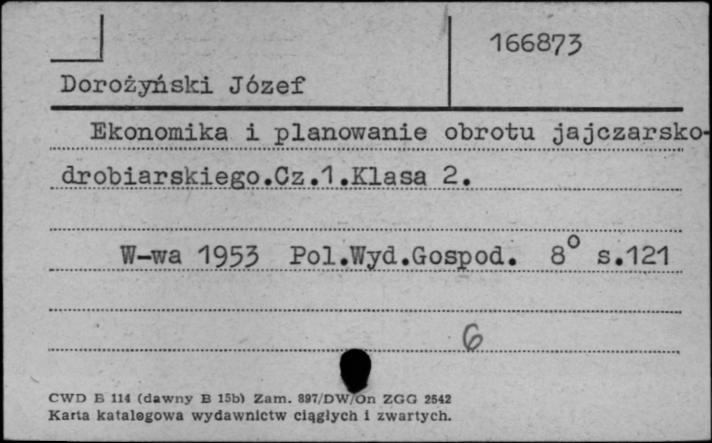 166873
Dorożyński Józef
Ekonomika i planowanie obrotu jajczarsko-
drobiarskiego.Cz.1.Klasa 2.
W-wa 1953 Pol.Wyd.Gospod. 8° s.121
6
CWD B 114 (dawny B 15b) Zam. 897/DW/On ZGG 2542
Karta katalogowa wydawnictw ciągłych i zwartych.